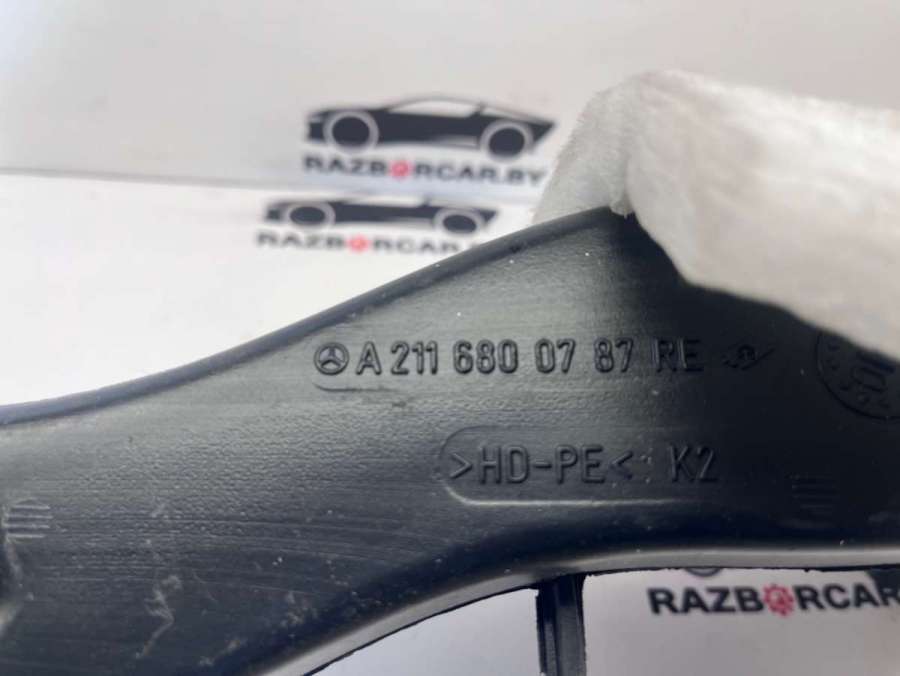 RAZBORCAR.BY
RAZBORCAR
A 211 680 07 87 RE
>HD-PE< K2
RAZBORCAR